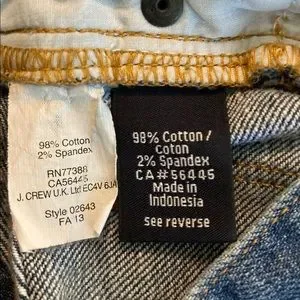 98% Cotton
2% Spandex
RN77388
CA56445
J. CREW U.K. Ltd EC4V 6JA
Style 02643
FA 13
98% Cotton /
coton
2% Spandex
CA # 56445
Made in
Indonesia
see reverse